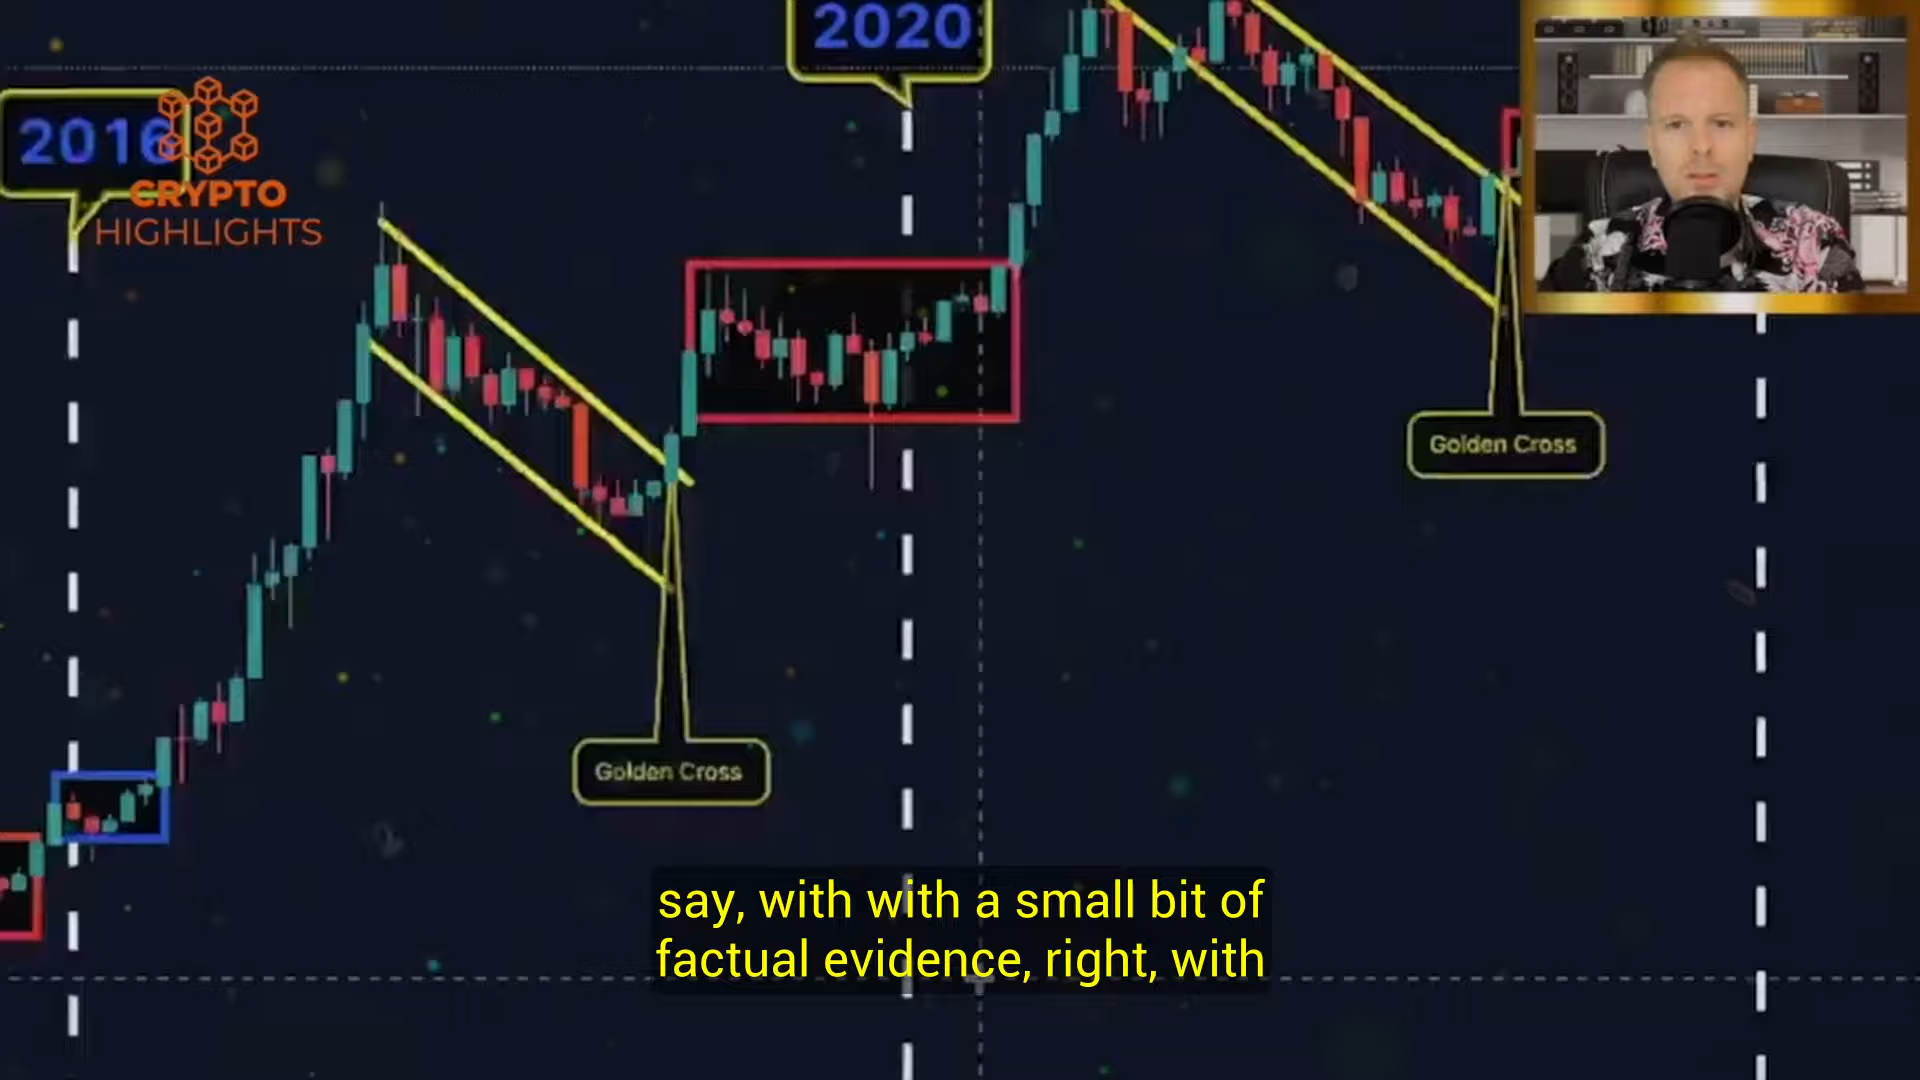 2020
2016
CRYPTO
HIGHLIGHTS
Golden Cross
Golden Cross
say, with with a small bit of
factual evidence, right, with